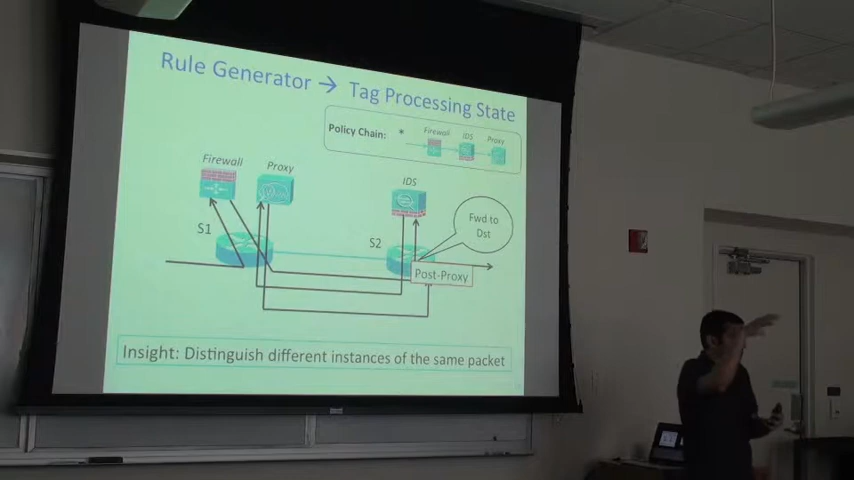 Rule Generator → Tag Processing State
Policy Chain: *
Firewall IDS Proxy
Firewall Proxy
IDS
S1
S2
Fwd to
Dst
Post-Proxy
Insight: Distinguish different instances of the same packet